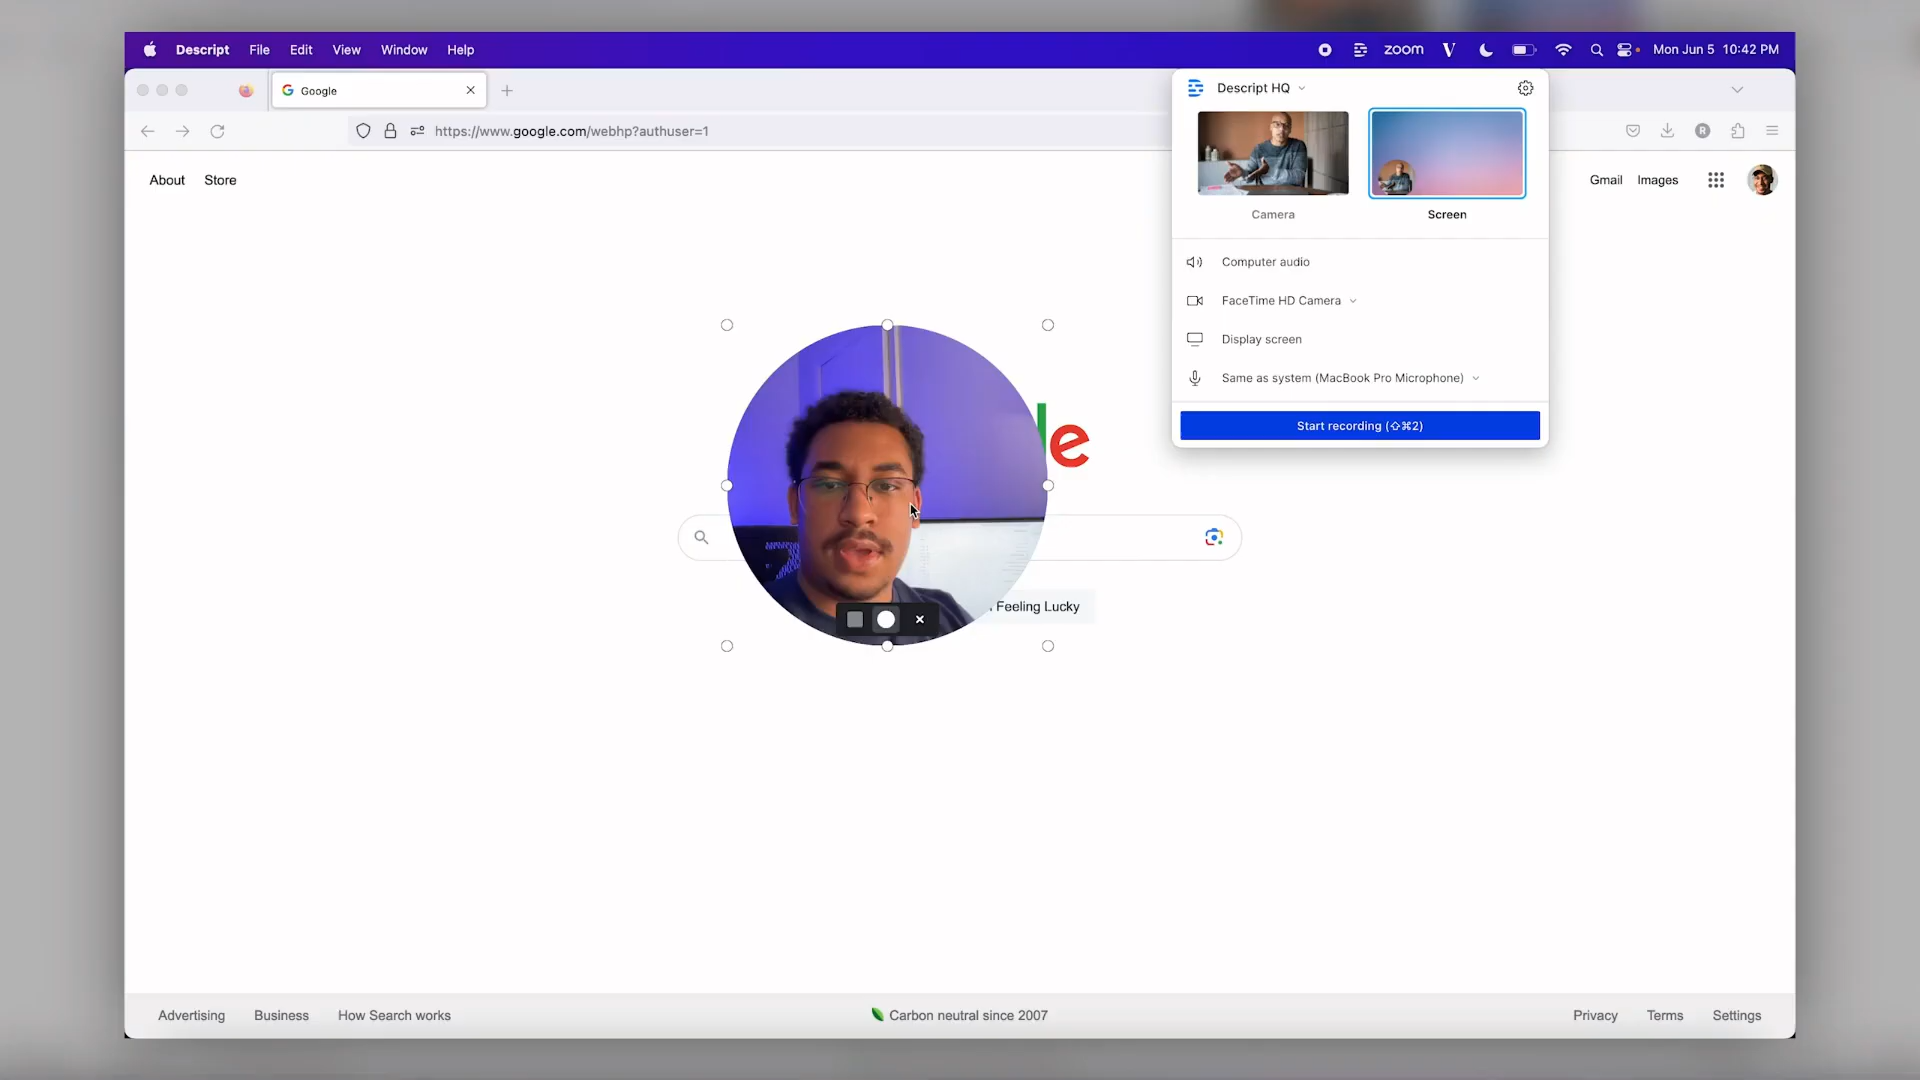 Descript File Edit View Window Help zoom V Mon Jun 5 10:42 PM
Google
Descript HQ
https://www.google.com/webhp?authuser=1
R
About Store
Gmail Images
Camera Screen
Computer audio
FaceTime HD Camera
Display screen
Same as system (MacBook Pro Microphone)
Start recording (⇧⌘2)
le
Feeling Lucky
Advertising Business How Search works
Carbon neutral since 2007
Privacy Terms Settings